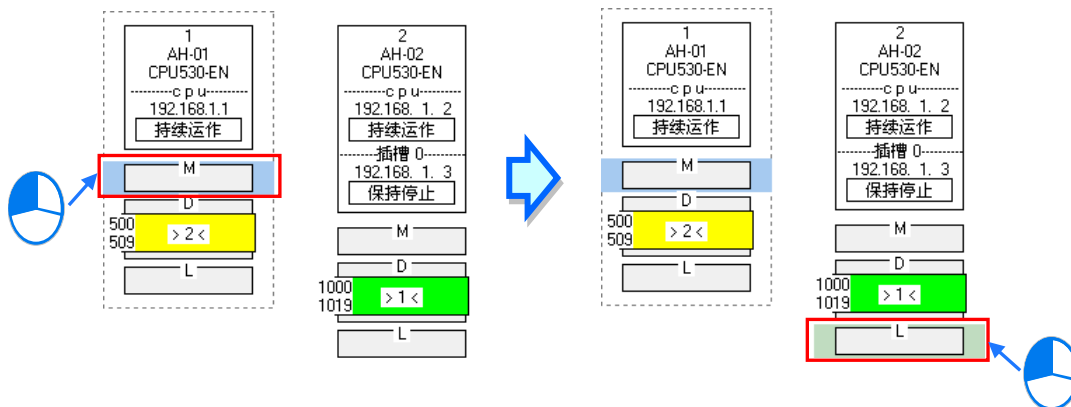 1
AH-01
CPU530-EN
cpu
192.168.1.1
持续运作
M
D
500
509
> 2 <
L
2
AH-02
CPU530-EN
cpu
192.168. 1. 2
持续运作
插槽 0
192.168. 1. 3
保持停止
M
D
1000
1019
> 1 <
L
1
AH-01
CPU530-EN
cpu
192.168.1.1
持续运作
M
D
500
509
> 2 <
L
2
AH-02
CPU530-EN
cpu
192.168. 1. 2
持续运作
插槽 0
192.168. 1. 3
保持停止
M
D
1000
1019
> 1 <
L